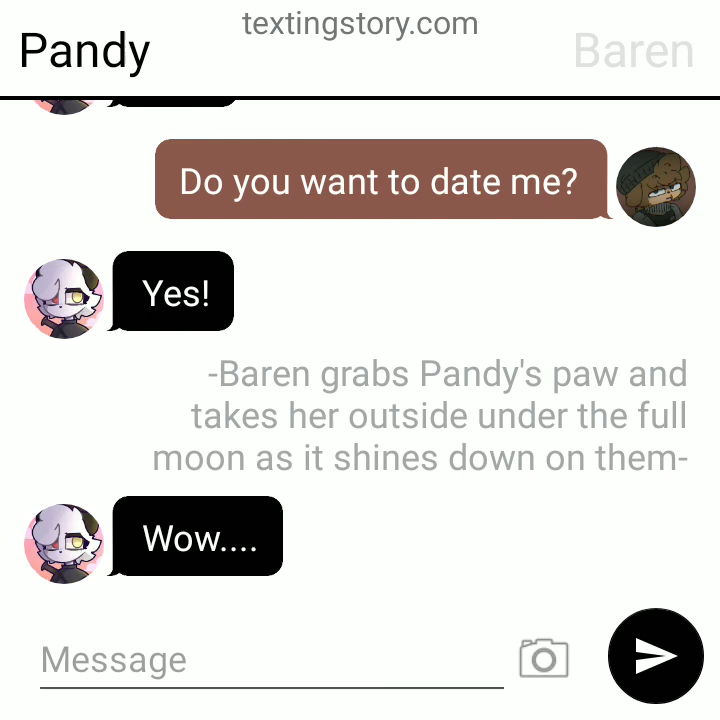 textingstory.com
Pandy
Baren
Do you want to date me?
Yes!
-Baren grabs Pandy's paw and
takes her outside under the full
moon as it shines down on them-
Wow....
Message